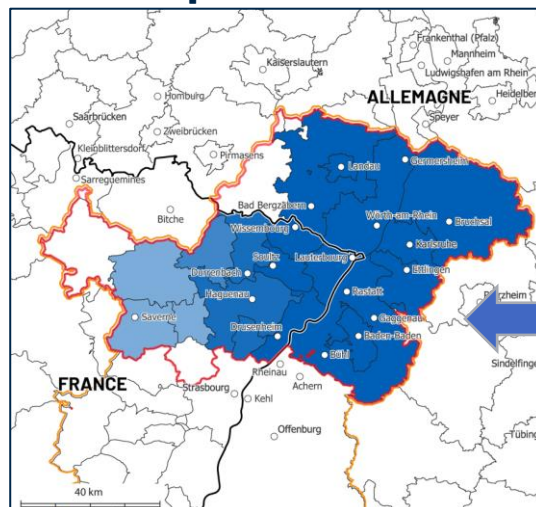 Frankenthal (Pfalz)
Mannheim
Kaiserslautern
Ludwigshafen am Rhein
ALLEMAGNE
Heidelber
Homburg
Speyer
Saarbrücken
Zweibrücken
Kleinblittersdorf
Pirmasens
Sarreguemines
Landau
Germersheim
Bad Bergzabern
Bitche
Wörth-am-Rhein
Bruchsal
Wissembourg
Karlsruhe
Soultz
Lauterbourg
Ettlingen
Durrenbach
Rastatt
Haguenau
Gaggenau
Saverne
Drusenheim
Baden-Baden
Bühl
Sindelfinge
Rheinau
FRANCE
Strasbourg
Achern
Kehl
Offenburg
Tübing
40 km